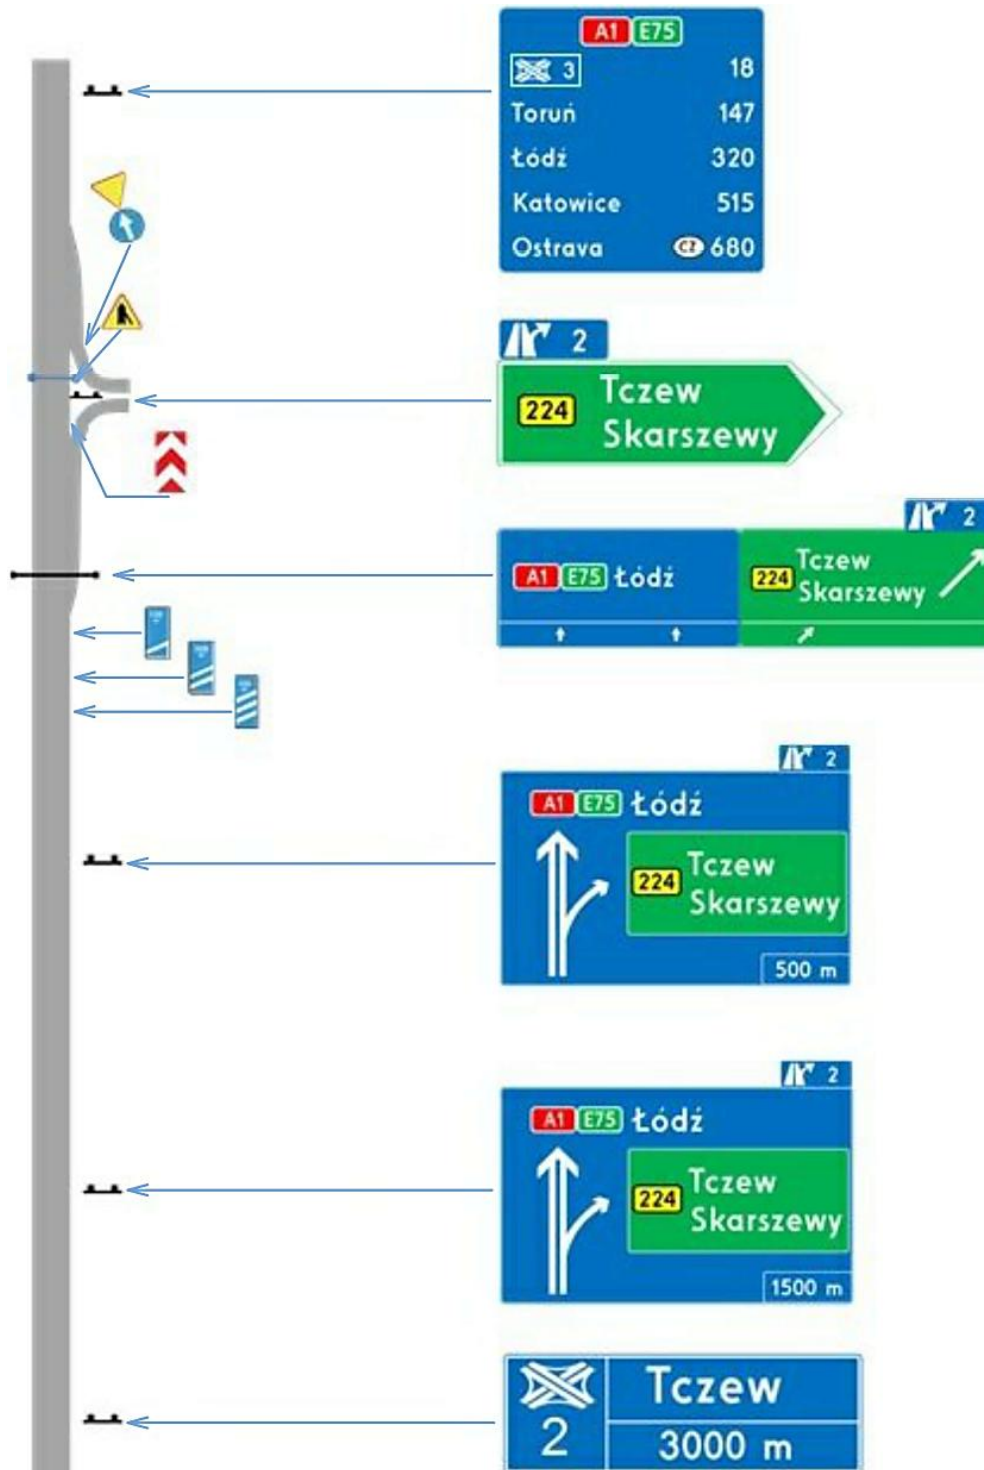 A1 E75
3 18
Toruń 147
Łódź 320
Katowice 515
Ostrava CZ 680
2
224 Tczew
Skarszewy
2
A1 E75 Łódź
224 Tczew
Skarszewy
2
A1 E75 Łódź
224 Tczew
Skarszewy
500 m
2
A1 E75 Łódź
224 Tczew
Skarszewy
1500 m
2 Tczew
3000 m